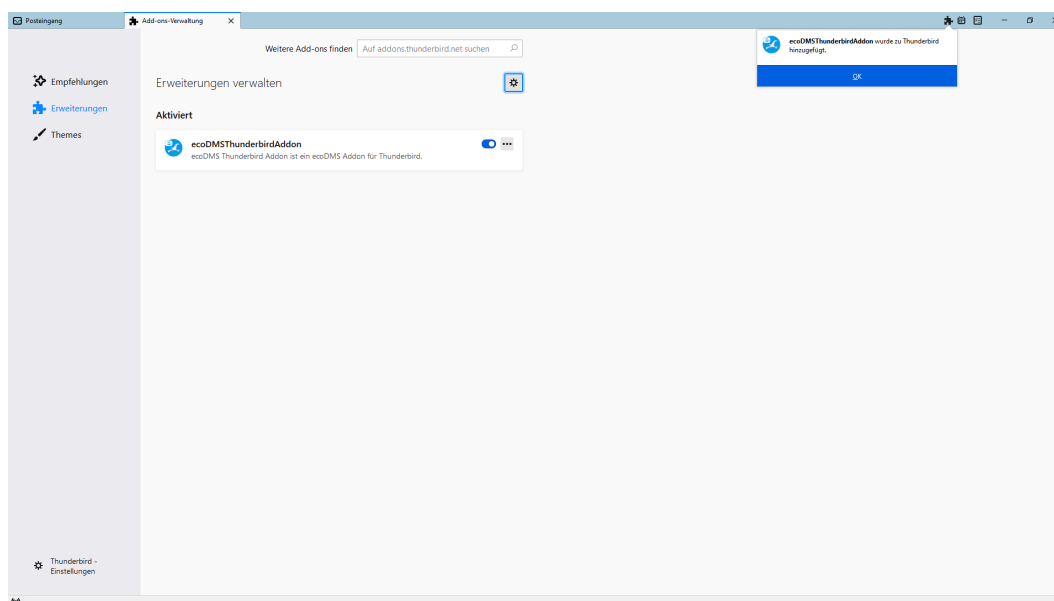 Posteingang
Add-ons-Verwaltung
ecoDMSThunderbirdAddon wurde zu Thunderbird
hinzugefügt.
OK
Weitere Add-ons finden
Auf addons.thunderbird.net suchen
Empfehlungen
Erweiterungen
Themes
Erweiterungen verwalten
Aktiviert
ecoDMSThunderbirdAddon
ecoDMS Thunderbird Addon ist ein ecoDMS Addon für Thunderbird.
Thunderbird -
Einstellungen